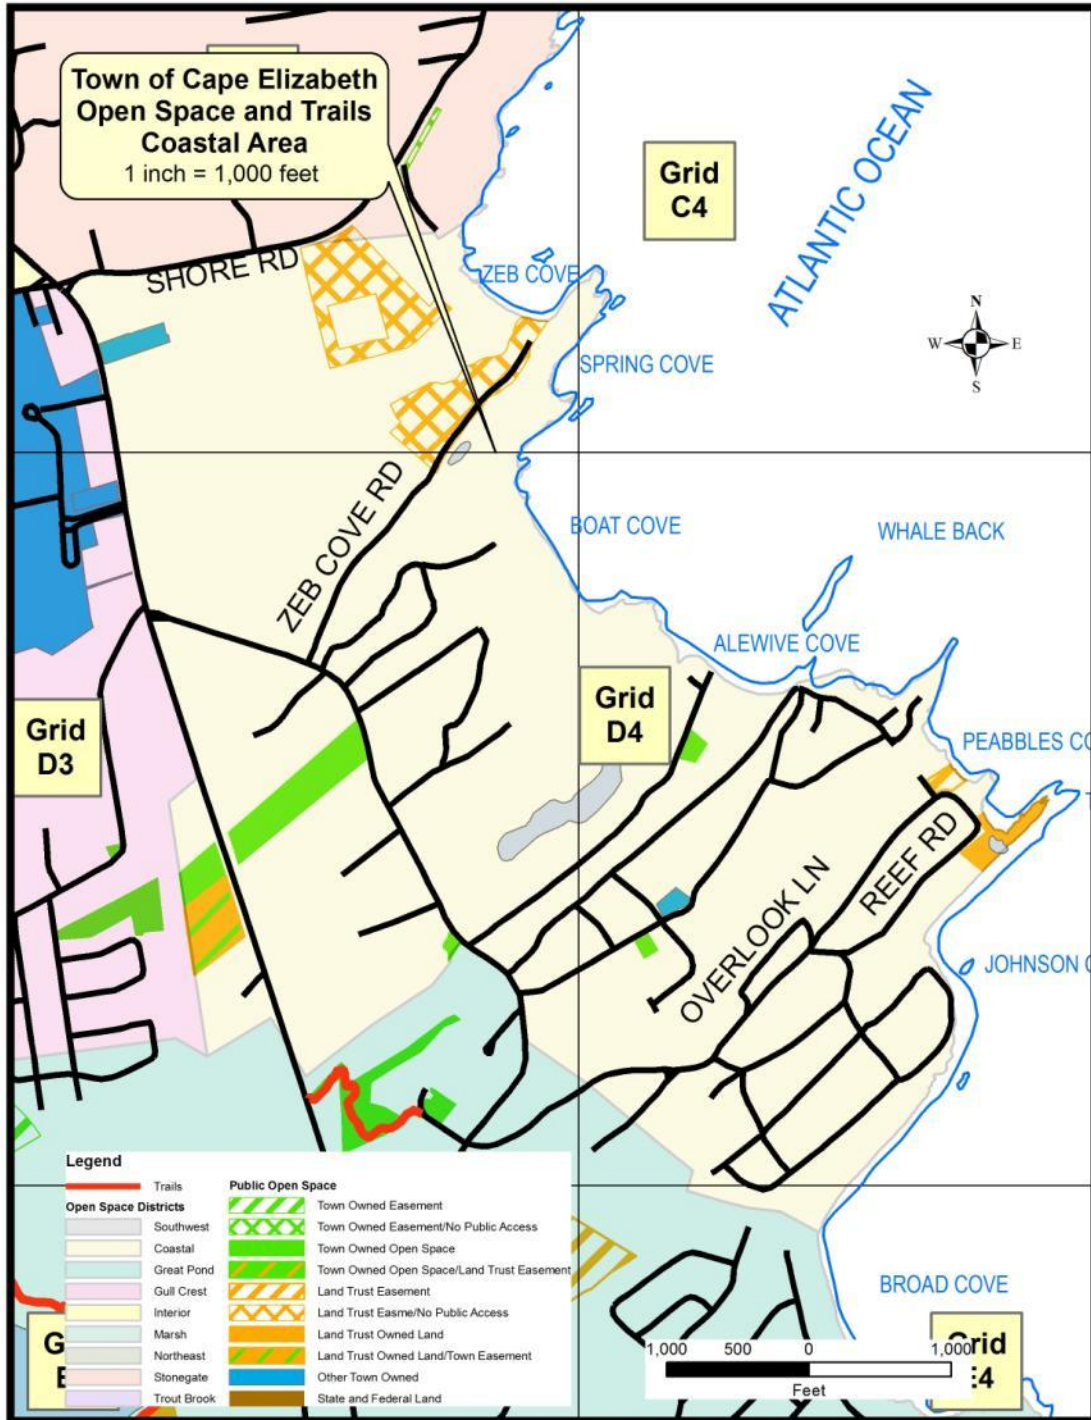 Town of Cape Elizabeth
Open Space and Trails
Coastal Area
1 inch = 1,000 feet
Grid
C4
ATLANTIC OCEAN
SHORE RD
ZEB COVE
N
W
E
S
SPRING COVE
ZEB COVE RD
BOAT COVE
WHALE BACK
ALEWIVE COVE
Grid
D3
Grid
D4
PEABBLES CO
REEF RD
OVERLOOK LN
JOHNSON C
Legend
Trails
Open Space Districts
Southwest
Coastal
Great Pond
Gull Crest
Interior
Marsh
Northeast
Stonegate
Trout Brook
Public Open Space
Town Owned Easement
Town Owned Easement/No Public Access
Town Owned Open Space
Town Owned Open Space/Land Trust Easement
Land Trust Easement
Land Trust Easme/No Public Access
Land Trust Owned Land
Land Trust Owned Land/Town Easement
Other Town Owned
State and Federal Land
BROAD COVE
1,000 500 0 1,000
Feet
Grid
E4